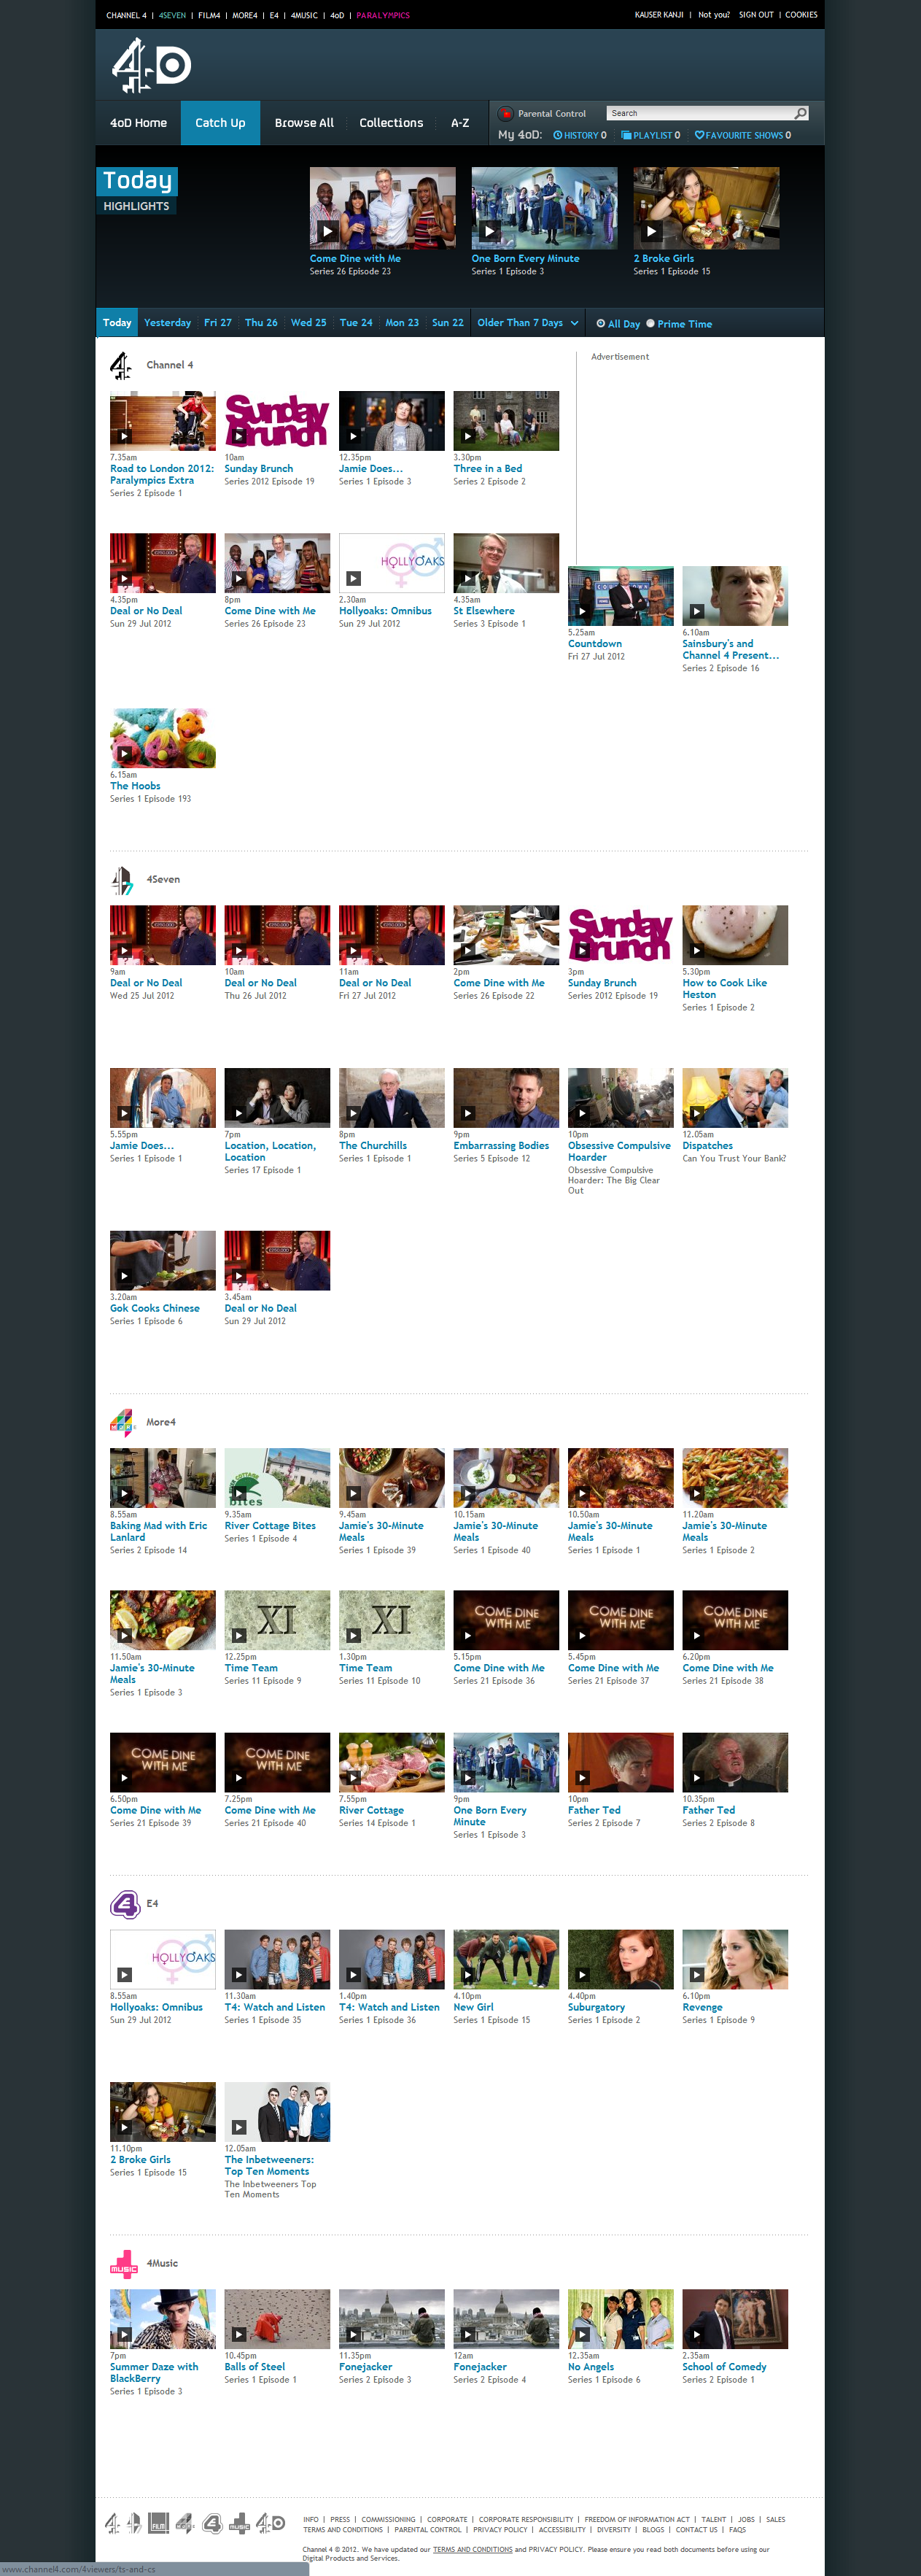 CHANNEL 4 | 4SEVEN | FILM4 | MORE4 | E4 | 4MUSIC | 4oD | PARALYMPICS
KAUSER KANJI | Not you? SIGN OUT | COOKIES
4oD
4oD Home Catch Up Browse All Collections A-Z
Parental Control Search
My 4oD: HISTORY 0 PLAYLIST 0 FAVOURITE SHOWS 0
Today
HIGHLIGHTS
Come Dine with Me
Series 26 Episode 23
One Born Every Minute
Series 1 Episode 3
2 Broke Girls
Series 1 Episode 15
Today Yesterday Fri 27 Thu 26 Wed 25 Tue 24 Mon 23 Sun 22 Older Than 7 Days All Day Prime Time
Channel 4
Advertisement
7.35am
Road to London 2012:
Paralympics Extra
Series 2 Episode 1
Sunday
Brunch
10am
Sunday Brunch
Series 2012 Episode 19
12.35pm
Jamie Does...
Series 1 Episode 3
3.30pm
Three in a Bed
Series 2 Episode 2
4.35pm
Deal or No Deal
Sun 29 Jul 2012
8pm
Come Dine with Me
Series 26 Episode 23
HOLLYOAKS
2.30am
Hollyoaks: Omnibus
Sun 29 Jul 2012
4.35am
St Elsewhere
Series 3 Episode 1
5.25am
Countdown
Fri 27 Jul 2012
6.10am
Sainsbury's and
Channel 4 Present...
Series 2 Episode 16
6.15am
The Hoobs
Series 1 Episode 193
4Seven
9am
Deal or No Deal
Wed 25 Jul 2012
10am
Deal or No Deal
Thu 26 Jul 2012
11am
Deal or No Deal
Fri 27 Jul 2012
2pm
Come Dine with Me
Series 26 Episode 22
Sunday
Brunch
3pm
Sunday Brunch
Series 2012 Episode 19
5.30pm
How to Cook Like
Heston
Series 1 Episode 2
5.55pm
Jamie Does...
Series 1 Episode 1
7pm
Location, Location,
Location
Series 17 Episode 1
8pm
The Churchills
Series 1 Episode 1
9pm
Embarrassing Bodies
Series 5 Episode 12
10pm
Obsessive Compulsive
Hoarder
Obsessive Compulsive
Hoarder: The Big Clear
Out
12.05am
Dispatches
Can You Trust Your Bank?
3.20am
Gok Cooks Chinese
Series 1 Episode 6
3.45am
Deal or No Deal
Sun 29 Jul 2012
More4
8.55am
Baking Mad with Eric
Lanlard
Series 2 Episode 14
bites
9.35am
River Cottage Bites
Series 1 Episode 4
9.45am
Jamie's 30-Minute
Meals
Series 1 Episode 39
10.15am
Jamie's 30-Minute
Meals
Series 1 Episode 40
10.50am
Jamie's 30-Minute
Meals
Series 1 Episode 1
11.20am
Jamie's 30-Minute
Meals
Series 1 Episode 2
11.50am
Jamie's 30-Minute
Meals
Series 1 Episode 3
XI
12.25pm
Time Team
Series 11 Episode 9
XI
1.30pm
Time Team
Series 11 Episode 10
COME DINE
WITH ME
5.15pm
Come Dine with Me
Series 21 Episode 36
COME DINE
WITH ME
5.45pm
Come Dine with Me
Series 21 Episode 37
COME DINE
WITH ME
6.20pm
Come Dine with Me
Series 21 Episode 38
COME DINE
WITH ME
6.50pm
Come Dine with Me
Series 21 Episode 39
COME DINE
WITH ME
7.25pm
Come Dine with Me
Series 21 Episode 40
7.55pm
River Cottage
Series 14 Episode 1
9pm
One Born Every
Minute
Series 1 Episode 3
10pm
Father Ted
Series 2 Episode 7
10.35pm
Father Ted
Series 2 Episode 8
E4
HOLLYOAKS
8.55am
Hollyoaks: Omnibus
Sun 29 Jul 2012
11.30am
T4: Watch and Listen
Series 1 Episode 35
1.40pm
T4: Watch and Listen
Series 1 Episode 36
4.10pm
New Girl
Series 1 Episode 15
4.40pm
Suburgatory
Series 1 Episode 2
6.10pm
Revenge
Series 1 Episode 9
11.10pm
2 Broke Girls
Series 1 Episode 15
12.05am
The Inbetweeners:
Top Ten Moments
The Inbetweeners Top
Ten Moments
MUSIC
4Music
7pm
Summer Daze with
BlackBerry
Series 1 Episode 3
10.45pm
Balls of Steel
Series 1 Episode 1
11.35pm
Fonejacker
Series 2 Episode 3
12am
Fonejacker
Series 2 Episode 4
12.35am
No Angels
Series 1 Episode 6
2.35am
School of Comedy
Series 2 Episode 1
INFO | PRESS | COMMISSIONING | CORPORATE | CORPORATE RESPONSIBILITY | FREEDOM OF INFORMATION ACT | TALENT | JOBS | SALES
TERMS AND CONDITIONS | PARENTAL CONTROL | PRIVACY POLICY | ACCESSIBILITY | DIVERSITY | BLOGS | CONTACT US | FAQS
Channel 4 © 2012. We have updated our TERMS AND CONDITIONS and PRIVACY POLICY. Please ensure you read both documents before using our
Digital Products and Services.
www.channel4.com/4viewers/ts-and-cs